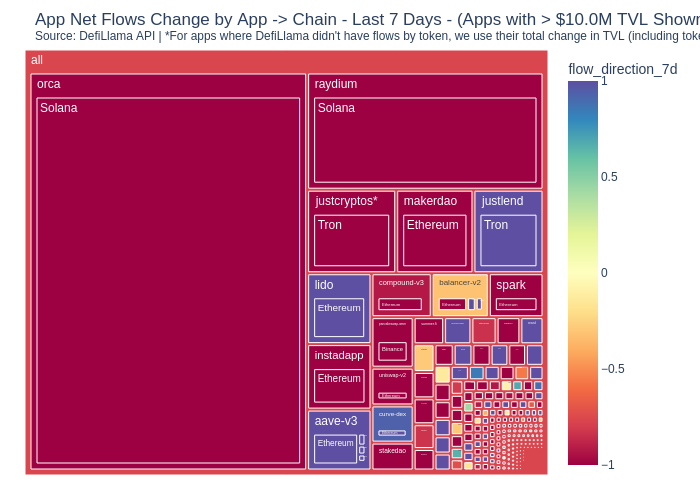 App Net Flows Change by App -> Chain - Last 7 Days - (Apps with > $10.0M TVL Shown
Source: DefiLlama API | *For apps where DefiLlama didn't have flows by token, we use their total change in TVL (including toke
all
flow_direction_7d
orca
raydium
1
Solana
Solana
0.5
justcryptos*
makerdao
justlend
Tron
Ethereum
Tron
0
lido
compound-v3
balancer-v2
spark
Ethereum
Ethereum
Ethereum
Ethereum
instadapp
Binance
−0.5
Ethereum
uniswap-v2
Ethereum
aave-v3
curve-dex
Ethereum
stakedao
−1